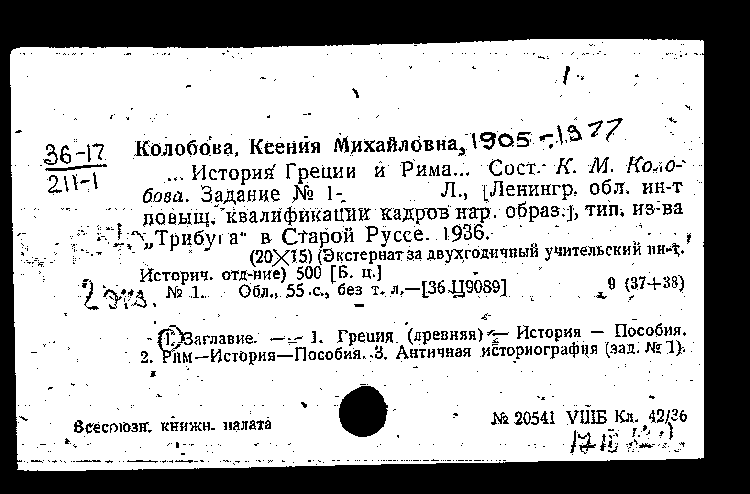 36-17
211-1
Колобова, Ксения Михайловна, 1905-1977
... История Греции и Рима... Сост. К. М. Коло-
бова. Задание № 1- Л., [Ленингр. обл. ин-т
повыщ. квалификации кадров нар. образ.], тип. из-ва
„Трибуга“ в Старой Руссе. 1936.
(20×15) (Экстернат за двухгодичный учительский ин-т.
Историч. отд-ние) 500 [Б. ц.]
2 экз.
№ 1. Обл., 55 с., без т. л.—[36.Ц9089] 9 (37+38)
(1.) Заглавие. — 1. Греция (древняя) — История — Пособия.
2. Рим—История—Пособия. 3. Античная историография (зад. № 1).
Всесоюзн. книжн. палата
№ 20541 VIIIБ Кл. 42/36